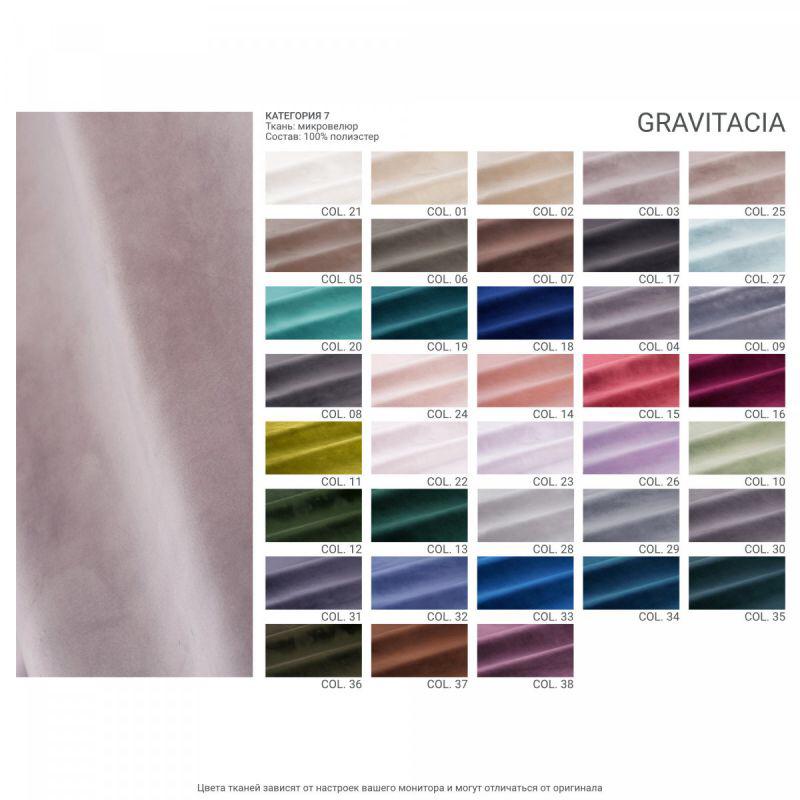 КАТЕГОРИЯ 7
Ткань: микровелюр
Состав: 100% полиэстер
GRAVITACIA
COL. 21 COL. 01 COL. 02 COL. 03 COL. 25
COL. 05 COL. 06 COL. 07 COL. 17 COL. 27
COL. 20 COL. 19 COL. 18 COL. 04 COL. 09
COL. 08 COL. 24 COL. 14 COL. 15 COL. 16
COL. 11 COL. 22 COL. 23 COL. 26 COL. 10
COL. 12 COL. 13 COL. 28 COL. 29 COL. 30
COL. 31 COL. 32 COL. 33 COL. 34 COL. 35
COL. 36 COL. 37 COL. 38
Цвета тканей зависят от настроек вашего монитора и могут отличаться от оригинала